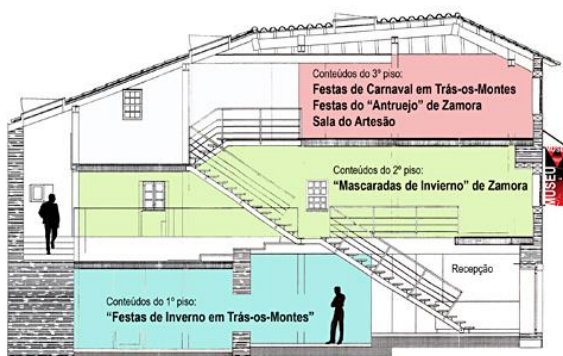 Conteúdos do 3º piso:
Festas de Carnaval em Trás-os-Montes
Festas do “Antruejo” de Zamora
Sala do Artesão
Conteúdos do 2º piso:
“Mascaradas de Invierno” de Zamora
MUSEU
Recepção
Conteúdos do 1º piso:
“Festas de Inverno em Trás-os-Montes”